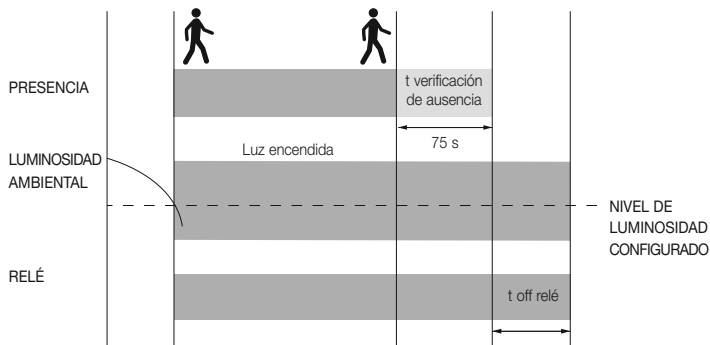 PRESENCIA
t verificación
de ausencia
75 s
Luz encendida
LUMINOSIDAD
AMBIENTAL
NIVEL DE
LUMINOSIDAD
CONFIGURADO
RELÉ
t off relé